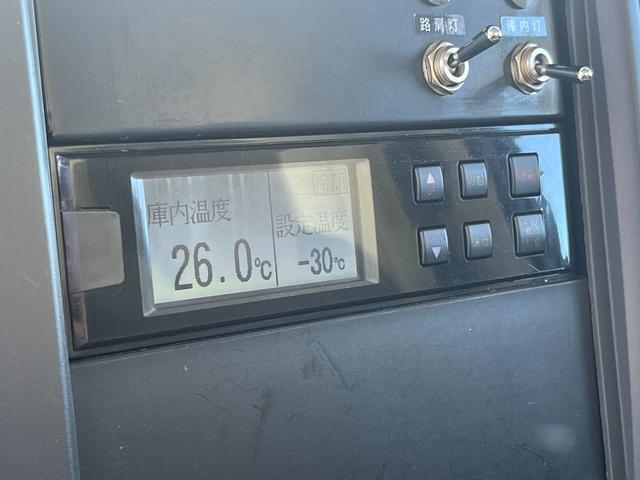 路肩灯 庫内灯
冷却
庫内温度 設定温度
26.0℃ -30℃